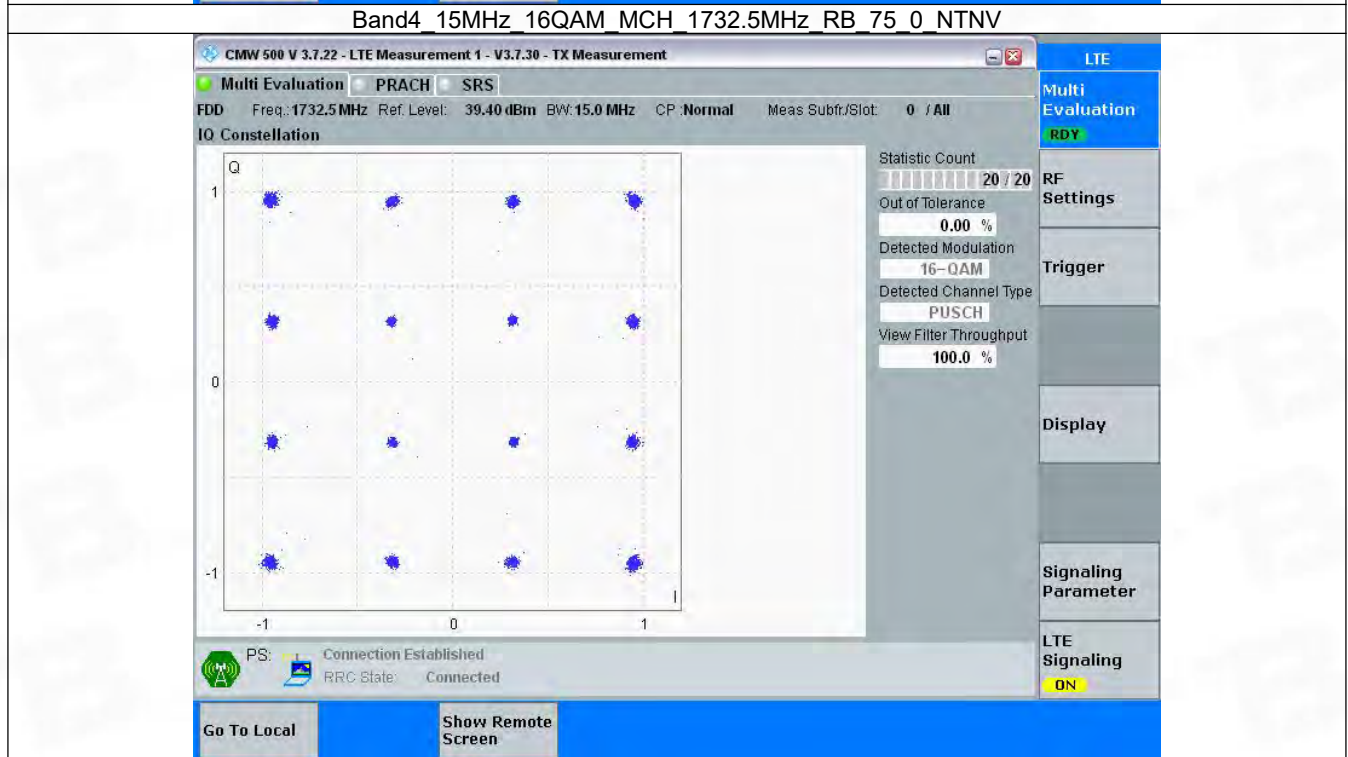 Band4_15MHz_16QAM_MCH_1732.5MHz_RB_75_0_NTNV
CMW 500 V 3.7.22 - LTE Measurement 1 - V3.7.30 - TX Measurement
LTE
Multi Evaluation PRACH SRS
FDD Freq.:1732.5 MHz Ref. Level: 39.40 dBm BW:15.0 MHz CP :Normal Meas Subfr./Slot: 0 / All
IQ Constellation
Q
1
0
-1
I
-1 0 1
Statistic Count
20 / 20
Out of Tolerance
0.00 %
Detected Modulation
16-QAM
Detected Channel Type
PUSCH
View Filter Throughput
100.0 %
Multi
Evaluation
RDY
RF
Settings
Trigger
Display
Signaling
Parameter
LTE
Signaling
ON
PS: Connection Established
RRC State: Connected
Go To Local
Show Remote
Screen